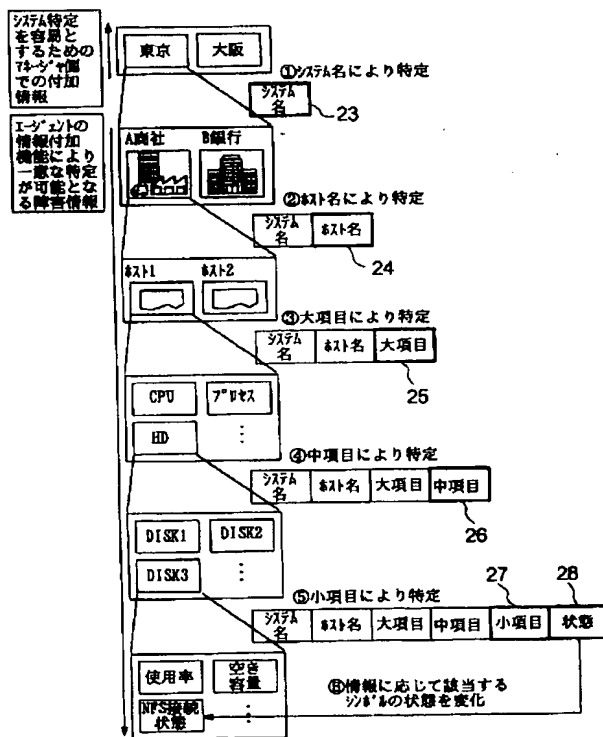 システム特定
を容易と
するための
マネージャ側
での付加
情報
東京
大阪
①システム名により特定
システム
名
23
エージェントの
情報付加
機能により
一意な特定
が可能とな
る障害情報
A商社
B銀行
②ホスト名により特定
システム
名
ホスト名
24
ホスト1
ホスト2
③大項目により特定
システム
名
ホスト名
大項目
25
CPU
プロセス
HD
⋮
④中項目により特定
システム
名
ホスト名
大項目
中項目
26
DISK1
DISK2
DISK3
⋮
27
28
⑤小項目により特定
システム
名
ホスト名
大項目
中項目
小項目
状態
使用率
空き
容量
NFS接続
状態
⋮
⑥情報に応じて該当する
シンボルの状態を変化